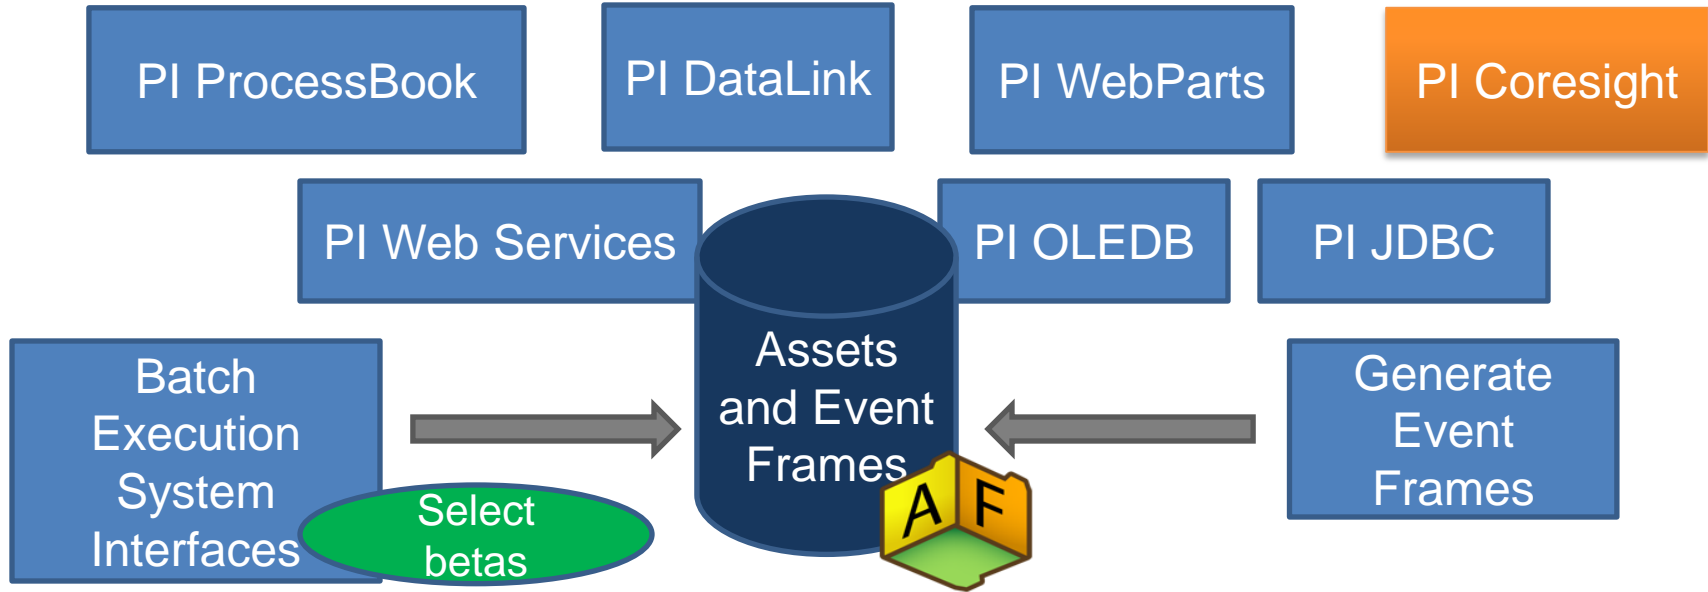 PI ProcessBook
PI DataLink
PI WebParts
PI Coresight
PI Web Services
PI OLEDB
PI JDBC
Batch
Execution
System
Interfaces
Select
betas
Assets
and Event
Frames
A F
Generate
Event
Frames